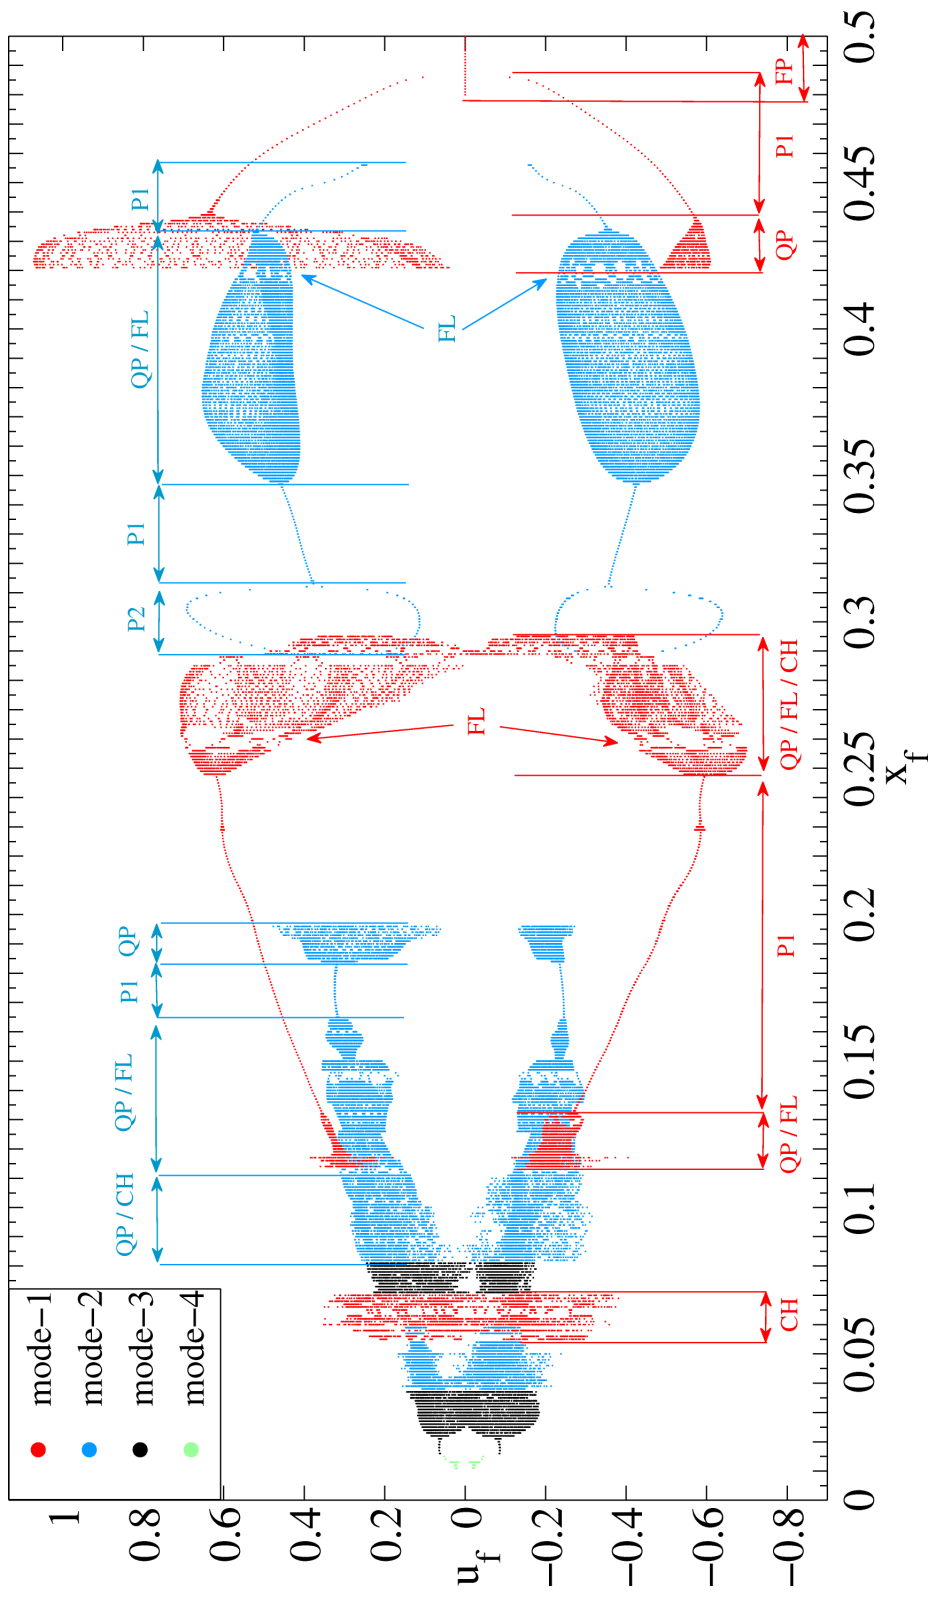 mode−1
mode−2
mode−3
mode−4
QP / CH
QP / FL
P1
QP
P2
P1
QP / FL
P1
FL
FL
CH
QP / FL
P1
QP / FL / CH
QP
P1
FP
1
0.8
0.6
0.4
0.2
0
−0.2
−0.4
−0.6
−0.8
u_f
0
0.05
0.1
0.15
0.2
0.25
0.3
0.35
0.4
0.45
0.5
x_f